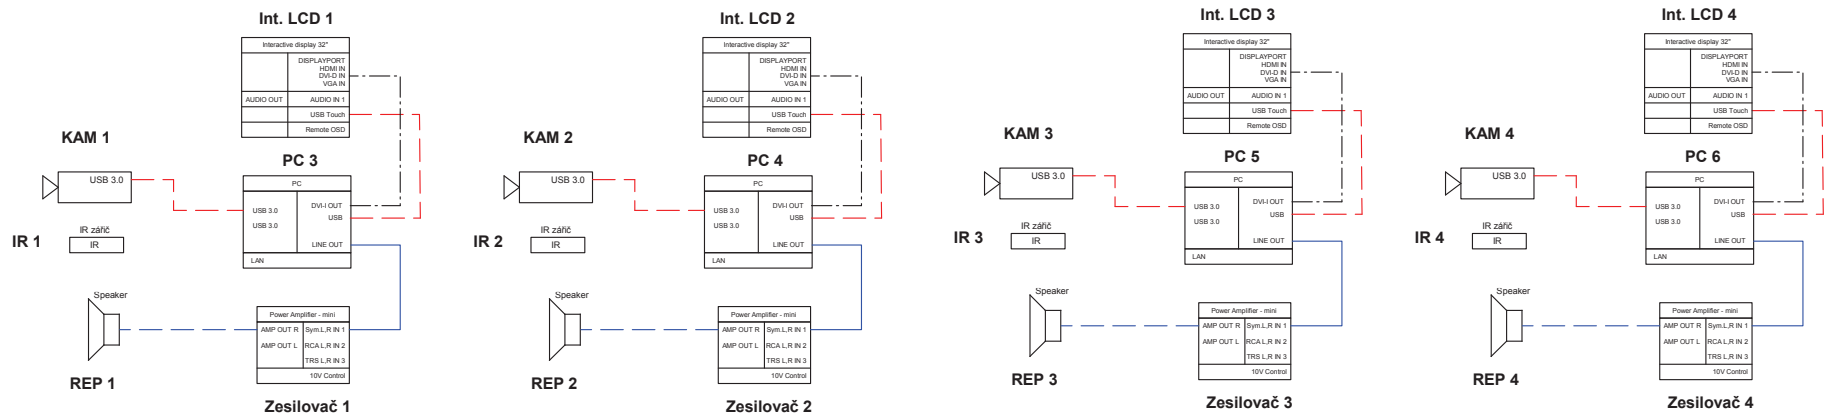 Int. LCD 1
Interactive display 32"
DISPLAYPORT
HDMI IN
DVI-D IN
VGA IN
AUDIO OUT AUDIO IN 1
USB Touch
Remote OSD
KAM 1
USB 3.0
PC 3
PC
DVI-I OUT
USB 3.0 USB
USB 3.0
LINE OUT
LAN
IR 1
IR zářič
IR
Speaker
REP 1
Power Amplifier - mini
AMP OUT R Sym.L,R IN 1
AMP OUT L RCA L,R IN 2
TRS L,R IN 3
10V Control
Zesilovač 1
Int. LCD 2
Interactive display 32"
DISPLAYPORT
HDMI IN
DVI-D IN
VGA IN
AUDIO OUT AUDIO IN 1
USB Touch
Remote OSD
KAM 2
USB 3.0
PC 4
PC
DVI-I OUT
USB 3.0 USB
USB 3.0
LINE OUT
LAN
IR 2
IR zářič
IR
Speaker
REP 2
Power Amplifier - mini
AMP OUT R Sym.L,R IN 1
AMP OUT L RCA L,R IN 2
TRS L,R IN 3
10V Control
Zesilovač 2
Int. LCD 3
Interactive display 32"
DISPLAYPORT
HDMI IN
DVI-D IN
VGA IN
AUDIO OUT AUDIO IN 1
USB Touch
Remote OSD
KAM 3
USB 3.0
PC 5
PC
DVI-I OUT
USB 3.0 USB
USB 3.0
LINE OUT
LAN
IR 3
IR zářič
IR
Speaker
REP 3
Power Amplifier - mini
AMP OUT R Sym.L,R IN 1
AMP OUT L RCA L,R IN 2
TRS L,R IN 3
10V Control
Zesilovač 3
Int. LCD 4
Interactive display 32"
DISPLAYPORT
HDMI IN
DVI-D IN
VGA IN
AUDIO OUT AUDIO IN 1
USB Touch
Remote OSD
KAM 4
USB 3.0
PC 6
PC
DVI-I OUT
USB 3.0 USB
USB 3.0
LINE OUT
LAN
IR 4
IR zářič
IR
Speaker
REP 4
Power Amplifier - mini
AMP OUT R Sym.L,R IN 1
AMP OUT L RCA L,R IN 2
TRS L,R IN 3
10V Control
Zesilovač 4